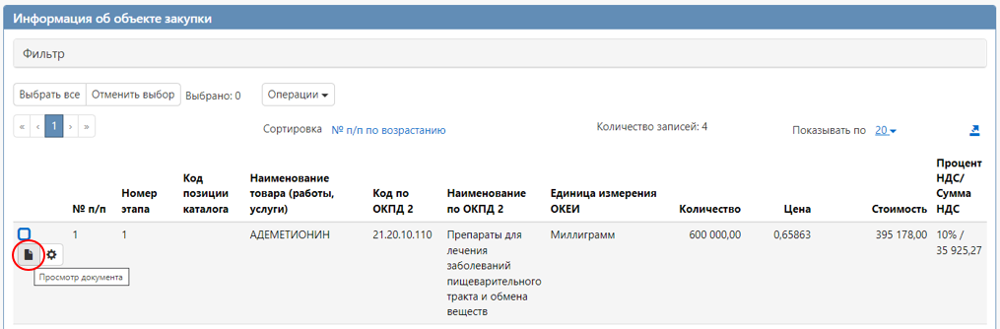 Информация об объекте закупки
Фильтр
Выбрать все Отменить выбор Выбрано: 0 Операции
« ‹ 1 › » Сортировка № п/п по возрастанию Количество записей: 4 Показывать по 20
№ п/п
Номер
этапа
Код
позиции
каталога
Наименование
товара (работы,
услуги)
Код по
ОКПД 2
Наименование
по ОКПД 2
Единица измерения
ОКЕИ
Количество
Цена
Стоимость
Процент
НДС/
Сумма
НДС
1
1
АДЕМЕТИОНИН
21.20.10.110
Препараты для
лечения
заболеваний
пищеварительного
тракта и обмена
веществ
Миллиграмм
600 000,00
0,65863
395 178,00
10% /
35 925,27
Просмотр документа